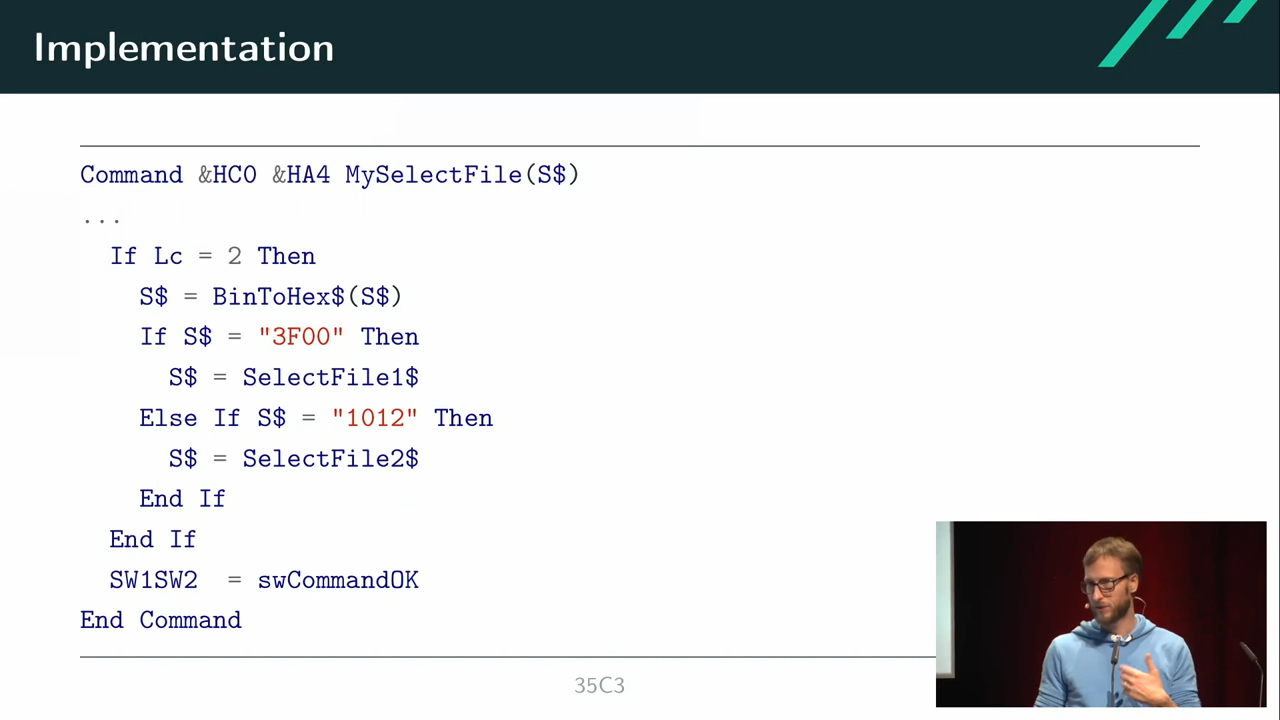 Implementation
Command &HC0 &HA4 MySelectFile(S$)
...
If Lc = 2 Then
S$ = BinToHex$(S$)
If S$ = "3F00" Then
S$ = SelectFile1$
Else If S$ = "1012" Then
S$ = SelectFile2$
End If
End If
SW1SW2 = swCommandOK
End Command
35C3